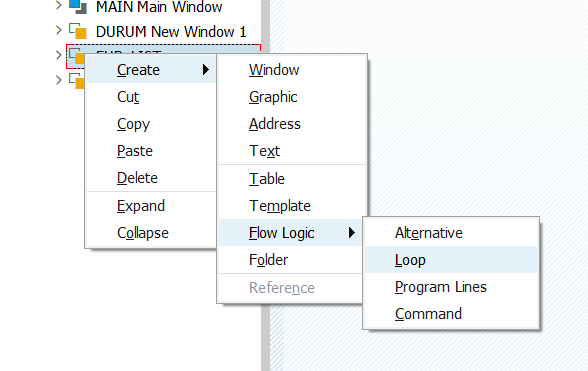 MAIN Main Window
DURUM New Window 1
Create
Cut
Copy
Paste
Delete
Expand
Collapse
Window
Graphic
Address
Text
Table
Template
Flow Logic
Folder
Reference
Alternative
Loop
Program Lines
Command